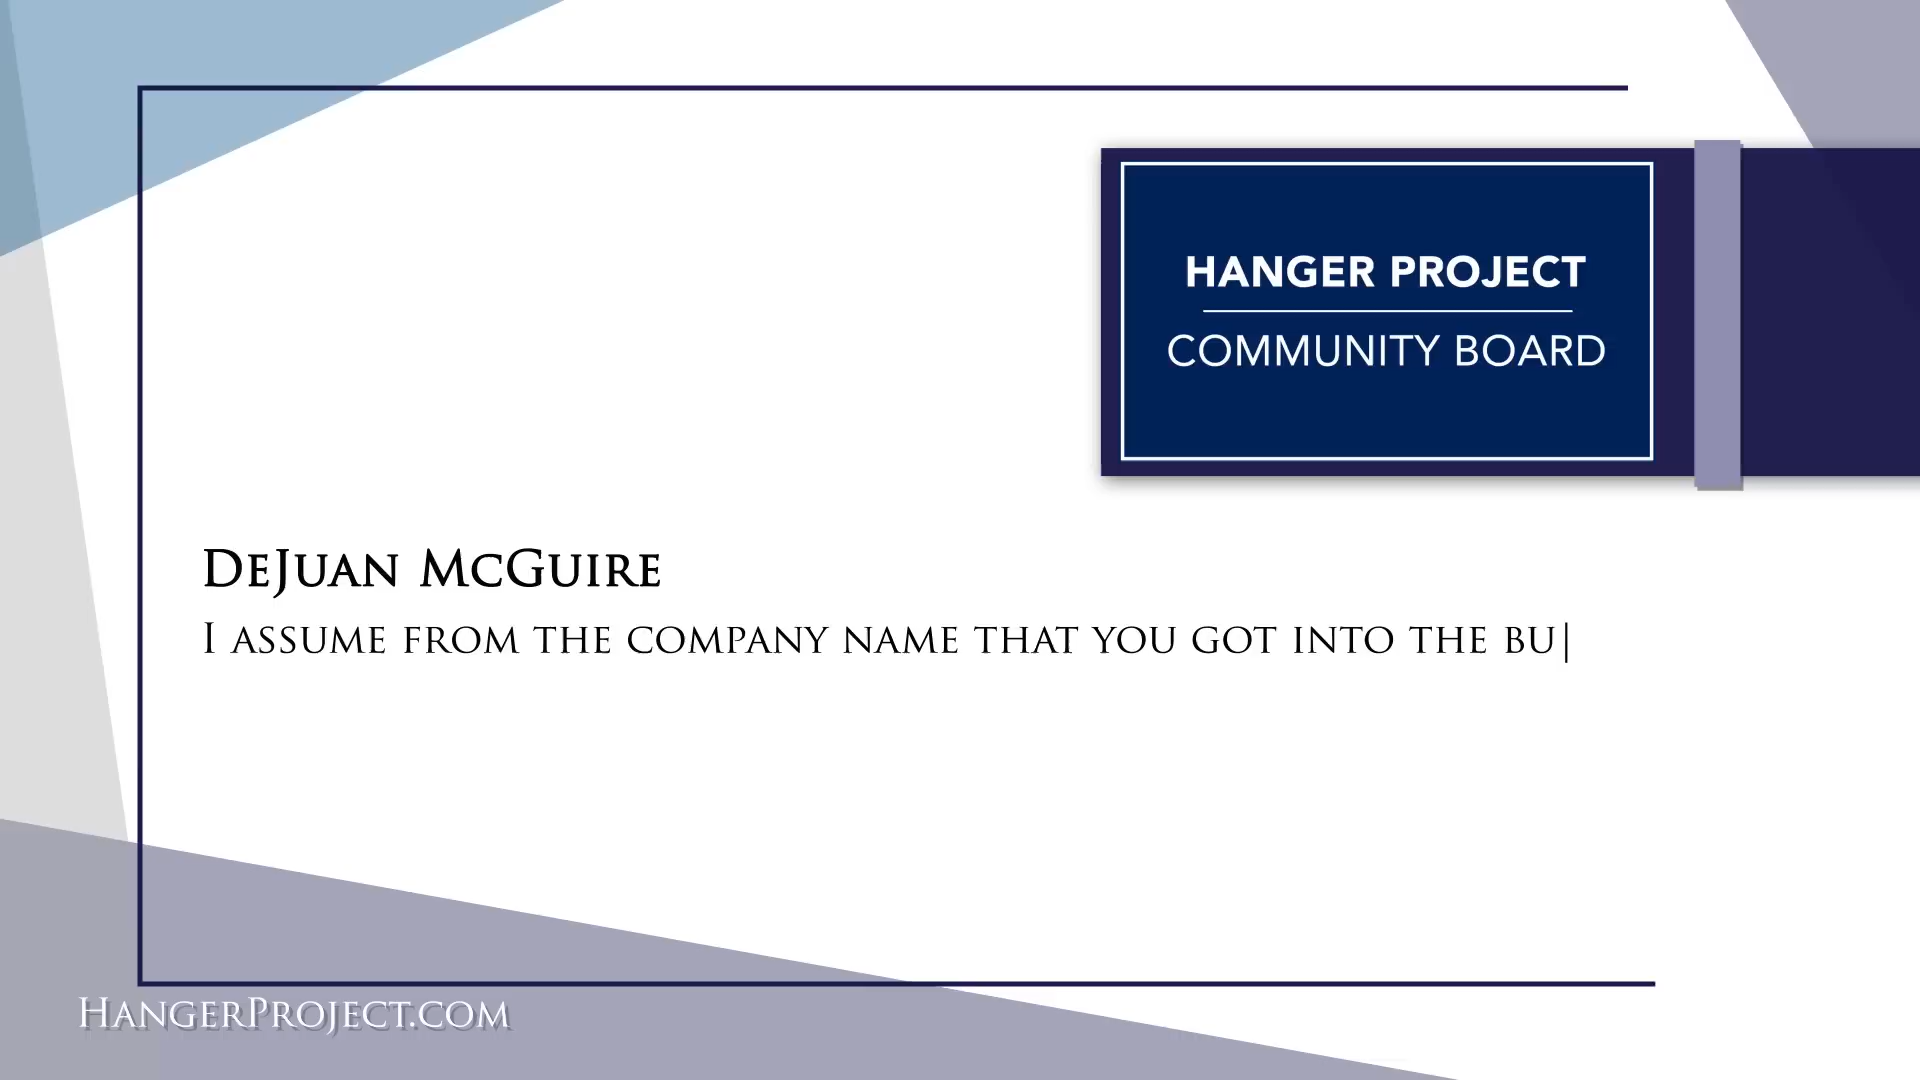 HANGER PROJECT
COMMUNITY BOARD
DeJuan McGuire
I assume from the company name that you got into the bu|
HangerProject.com